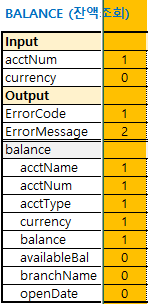 BALANCE (잔액조회)
Input
acctNum 1
currency 0
Output
ErrorCode 1
ErrorMessage 2
balance
acctName 1
acctNum 1
acctType 1
currency 1
balance 1
availableBal 0
branchName 0
openDate 0